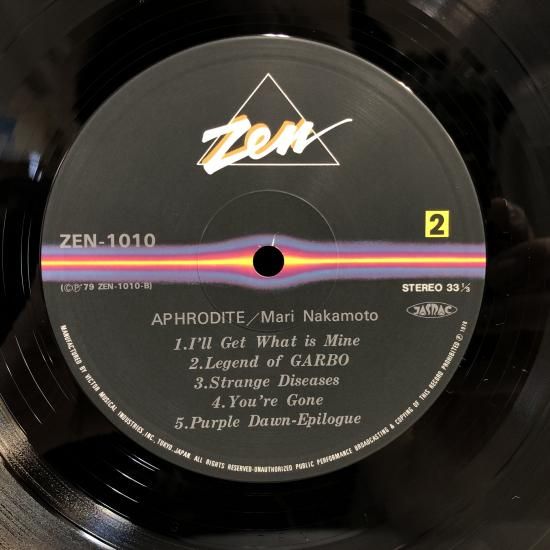 Zen
ZEN-1010
2
(©℗'79 ZEN-1010-B)
STEREO 33 ⅓
JASRAC
APHRODITE/Mari Nakamoto
1.I'll Get What is Mine
2.Legend of GARBO
3.Strange Diseases
4.You're Gone
5.Purple Dawn-Epilogue
MANUFACTURED BY VICTOR MUSICAL INDUSTRIES, INC. TOKYO, JAPAN ALL RIGHTS RESERVED-UNAUTHORIZED PUBLIC PERFORMANCE BROADCASTING & COPYING OF THIS RECORD PROHIBITED